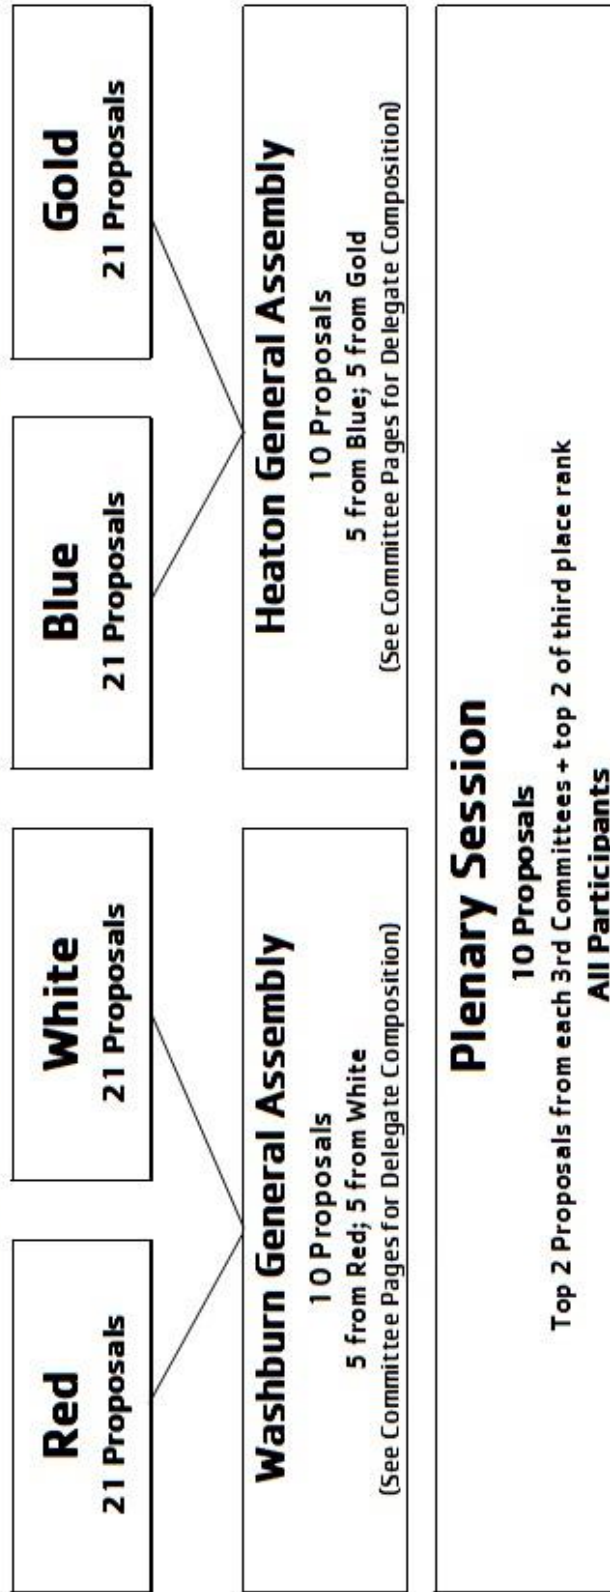 Red
21 Proposals
White
21 Proposals
Blue
21 Proposals
Gold
21 Proposals
Washburn General Assembly
10 Proposals
5 from Red; 5 from White
(See Committee Pages for Delegate Composition)
Heaton General Assembly
10 Proposals
5 from Blue; 5 from Gold
(See Committee Pages for Delegate Composition)
Plenary Session
10 Proposals
Top 2 Proposals from each 3rd Committees + top 2 of third place rank
All Participants